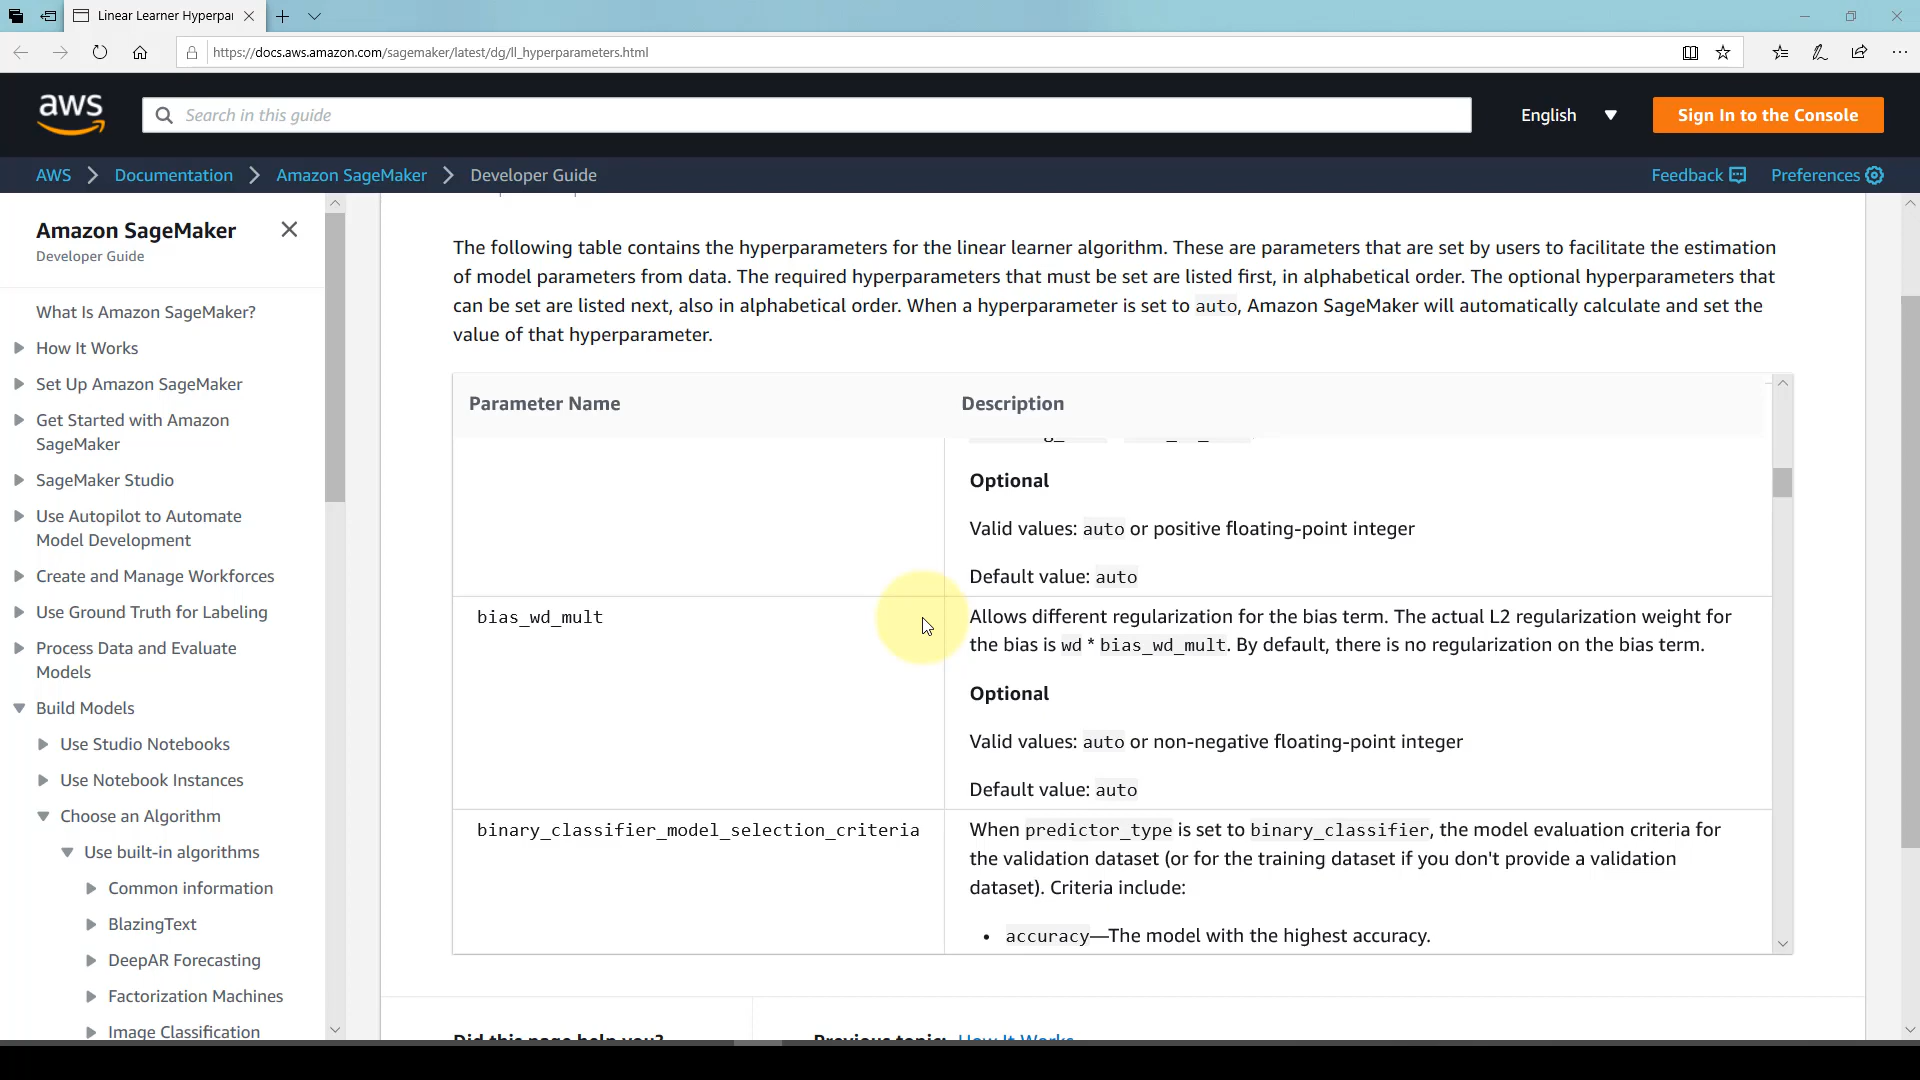 Linear Learner Hyperpar
https://docs.aws.amazon.com/sagemaker/latest/dg/ll_hyperparameters.html
aws
Search in this guide
English
Sign In to the Console
AWS
Documentation
Amazon SageMaker
Developer Guide
Feedback
Preferences
Amazon SageMaker
Developer Guide
What Is Amazon SageMaker?
How It Works
Set Up Amazon SageMaker
Get Started with Amazon
SageMaker
SageMaker Studio
Use Autopilot to Automate
Model Development
Create and Manage Workforces
Use Ground Truth for Labeling
Process Data and Evaluate
Models
Build Models
Use Studio Notebooks
Use Notebook Instances
Choose an Algorithm
Use built-in algorithms
Common information
BlazingText
DeepAR Forecasting
Factorization Machines
Image Classification
The following table contains the hyperparameters for the linear learner algorithm. These are parameters that are set by users to facilitate the estimation
of model parameters from data. The required hyperparameters that must be set are listed first, in alphabetical order. The optional hyperparameters that
can be set are listed next, also in alphabetical order. When a hyperparameter is set to auto, Amazon SageMaker will automatically calculate and set the
value of that hyperparameter.
Parameter Name
Description
Optional
Valid values: auto or positive floating-point integer
Default value: auto
bias_wd_mult
Allows different regularization for the bias term. The actual L2 regularization weight for
the bias is wd * bias_wd_mult. By default, there is no regularization on the bias term.
Optional
Valid values: auto or non-negative floating-point integer
Default value: auto
binary_classifier_model_selection_criteria
When predictor_type is set to binary_classifier, the model evaluation criteria for
the validation dataset (or for the training dataset if you don't provide a validation
dataset). Criteria include:
• accuracy—The model with the highest accuracy.
Did this page help you?
Previous topic: How It Works